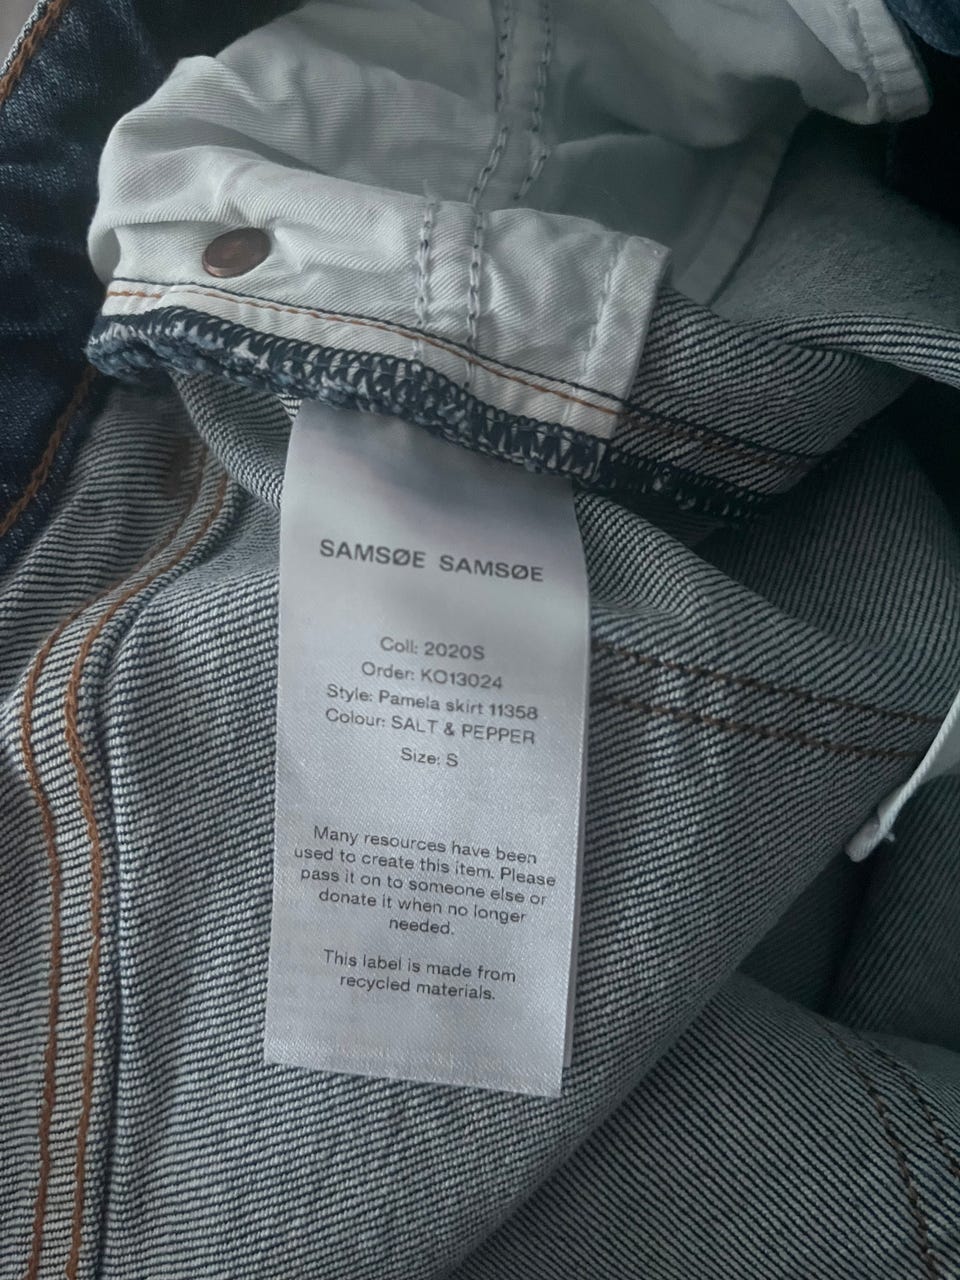 SAMSØE SAMSØE
Coll: 2020S
Order: KO13024
Style: Pamela skirt 11358
Colour: SALT & PEPPER
Size: S
Many resources have been
used to create this item. Please
pass it on to someone else or
donate it when no longer
needed.
This label is made from
recycled materials.